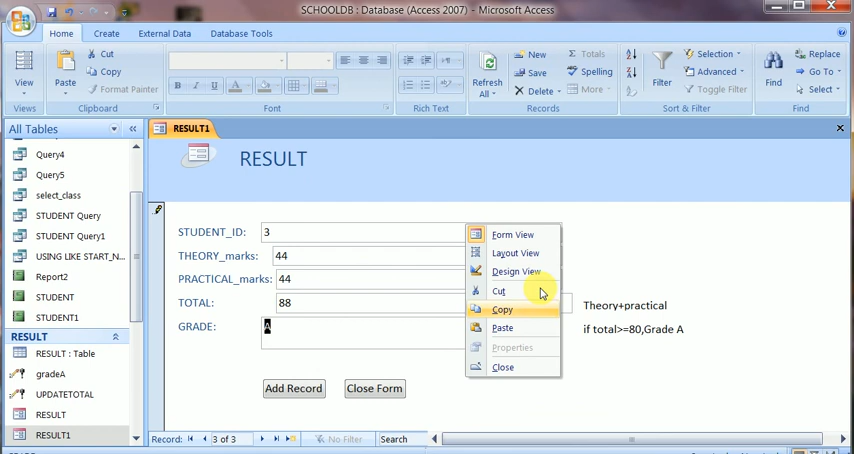 SCHOOLDB : Database (Access 2007) - Microsoft Access
Home Create External Data Database Tools
View Paste Cut Copy Format Painter
B I U A
Refresh All New Save Delete Totals Spelling More
Filter Selection Advanced Toggle Filter
Find Replace Go To Select
Views Clipboard Font Rich Text Records Sort & Filter Find
All Tables
Query4
Query5
select_class
STUDENT Query
STUDENT Query1
USING LIKE START_N...
Report2
STUDENT
STUDENT1
RESULT
RESULT : Table
gradeA
UPDATETOTAL
RESULT
RESULT1
RESULT1
RESULT
STUDENT_ID: 3
THEORY_marks: 44
PRACTICAL_marks: 44
TOTAL: 88 Theory+practical
GRADE: A if total>=80,Grade A
Form View
Layout View
Design View
Cut
Copy
Paste
Properties
Close
Add Record Close Form
Record: 3 of 3 No Filter Search